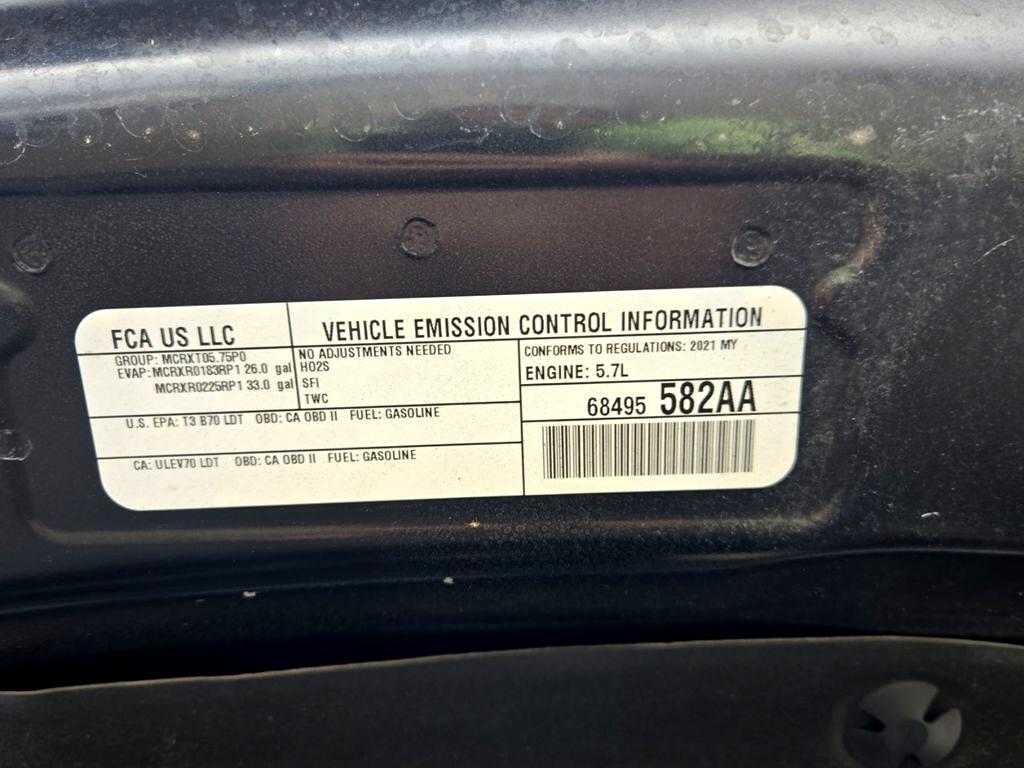 FCA US LLC
VEHICLE EMISSION CONTROL INFORMATION
GROUP: MCRXT05.75P0
EVAP: MCRXR0183RP1 26.0 gal
MCRXR0225RP1 33.0 gal
NO ADJUSTMENTS NEEDED
HO2S
SFI
TWC
CONFORMS TO REGULATIONS: 2021 MY
ENGINE: 5.7L
68495 582AA
U.S. EPA: T3 B70 LDT OBD: CA OBD II FUEL: GASOLINE
CA: ULEV70 LDT OBD: CA OBD II FUEL: GASOLINE